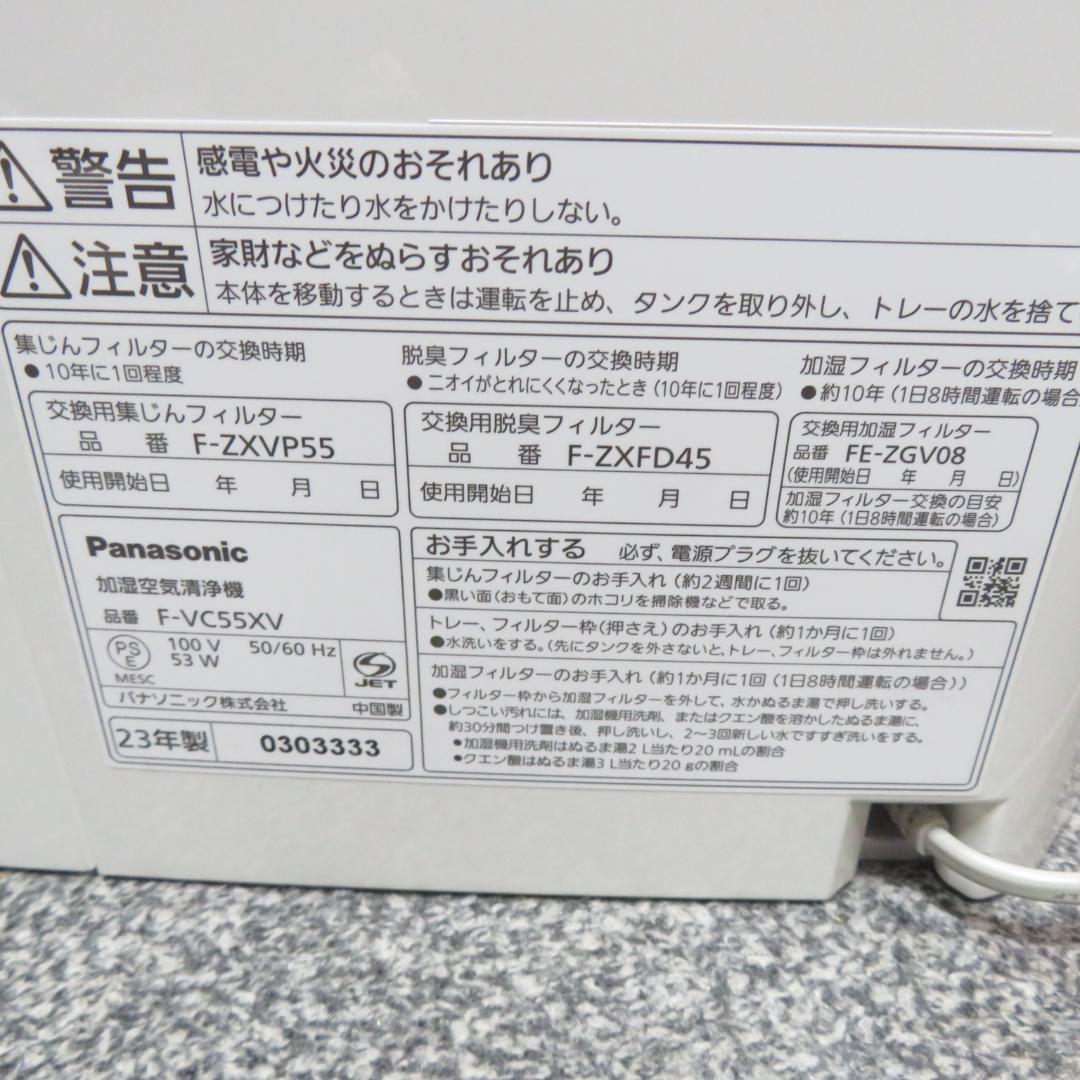 警告
感電や火災のおそれあり
水につけたり水をかけたりしない。
注意
家財などをぬらすおそれあり
本体を移動するときは運転を止め、タンクを取り外し、トレーの水を捨て
集じんフィルターの交換時期
●10年に1回程度
交換用集じんフィルター
品 番 F-ZXVP55
使用開始日 年 月 日
脱臭フィルターの交換時期
●ニオイがとれにくくなったとき(10年に1回程度)
交換用脱臭フィルター
品 番 F-ZXFD45
使用開始日 年 月 日
加湿フィルターの交換時期
●約10年(1日8時間運転の場合
交換用加湿フィルター
品番 FE-ZGV08
(使用開始日 年 月 日)
加湿フィルター交換の目安
約10年(1日8時間運転の場合)
Panasonic
加湿空気清浄機
品番 F-VC55XV
PS
E
MESC
100 V 50/60 Hz
53 W
JET
パナソニック株式会社 中国製
23年製 0303333
お手入れする 必ず、電源プラグを抜いてください。
集じんフィルターのお手入れ(約2週間に1回)
●黒い面(おもて面)のホコリを掃除機などで取る。
トレー、フィルター枠(押さえ)のお手入れ(約1か月に1回)
●水洗いをする。(先にタンクを外さないと、トレー、フィルター枠は外れません。)
加湿フィルターのお手入れ(約1か月に1回(1日8時間運転の場合))
●フィルター枠から加湿フィルターを外して、水かぬるま湯で押し洗いする。
●しつこい汚れには、加湿機用洗剤、またはクエン酸を溶かしたぬるま湯に、
約30分間つけ置き後、押し洗いし、2〜3回新しい水ですすぎ洗いをする。
●加湿機用洗剤はぬるま湯2 L当たり20 mLの割合
●クエン酸はぬるま湯3 L当たり20 gの割合